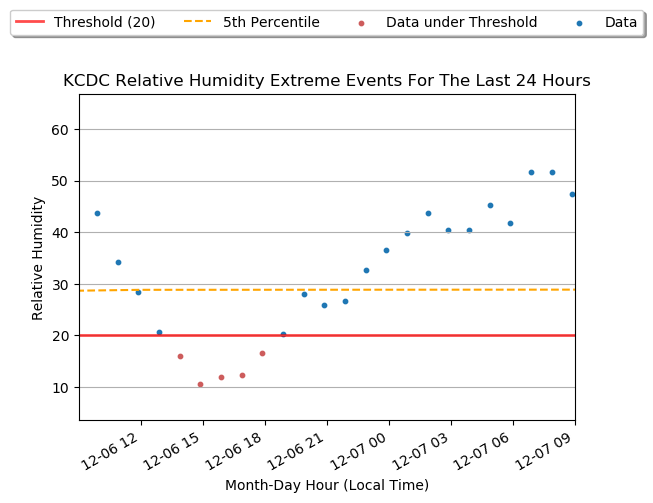 Threshold (20) 5th Percentile Data under Threshold Data
KCDC Relative Humidity Extreme Events For The Last 24 Hours
Relative Humidity
60
50
40
30
20
10
12-06 12 12-06 15 12-06 18 12-06 21 12-07 00 12-07 03 12-07 06 12-07 09
Month-Day Hour (Local Time)